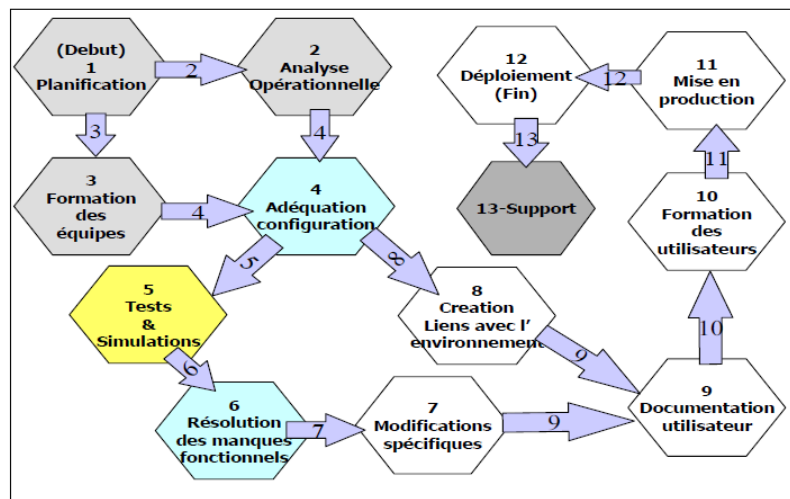 (Debut)
1
Planification
2
2
Analyse
Opérationnelle
3
4
3
Formation
des
équipes
4
4
Adéquation
configuration
5
8
5
Tests
&
Simulations
6
6
Résolution
des manques
fonctionnels
7
7
Modifications
spécifiques
9
8
Creation
Liens avec l'
environnement
9
9
Documentation
utilisateur
10
10
Formation
des
utilisateurs
11
11
Mise en
production
12
12
Déploiement
(Fin)
13
13-Support